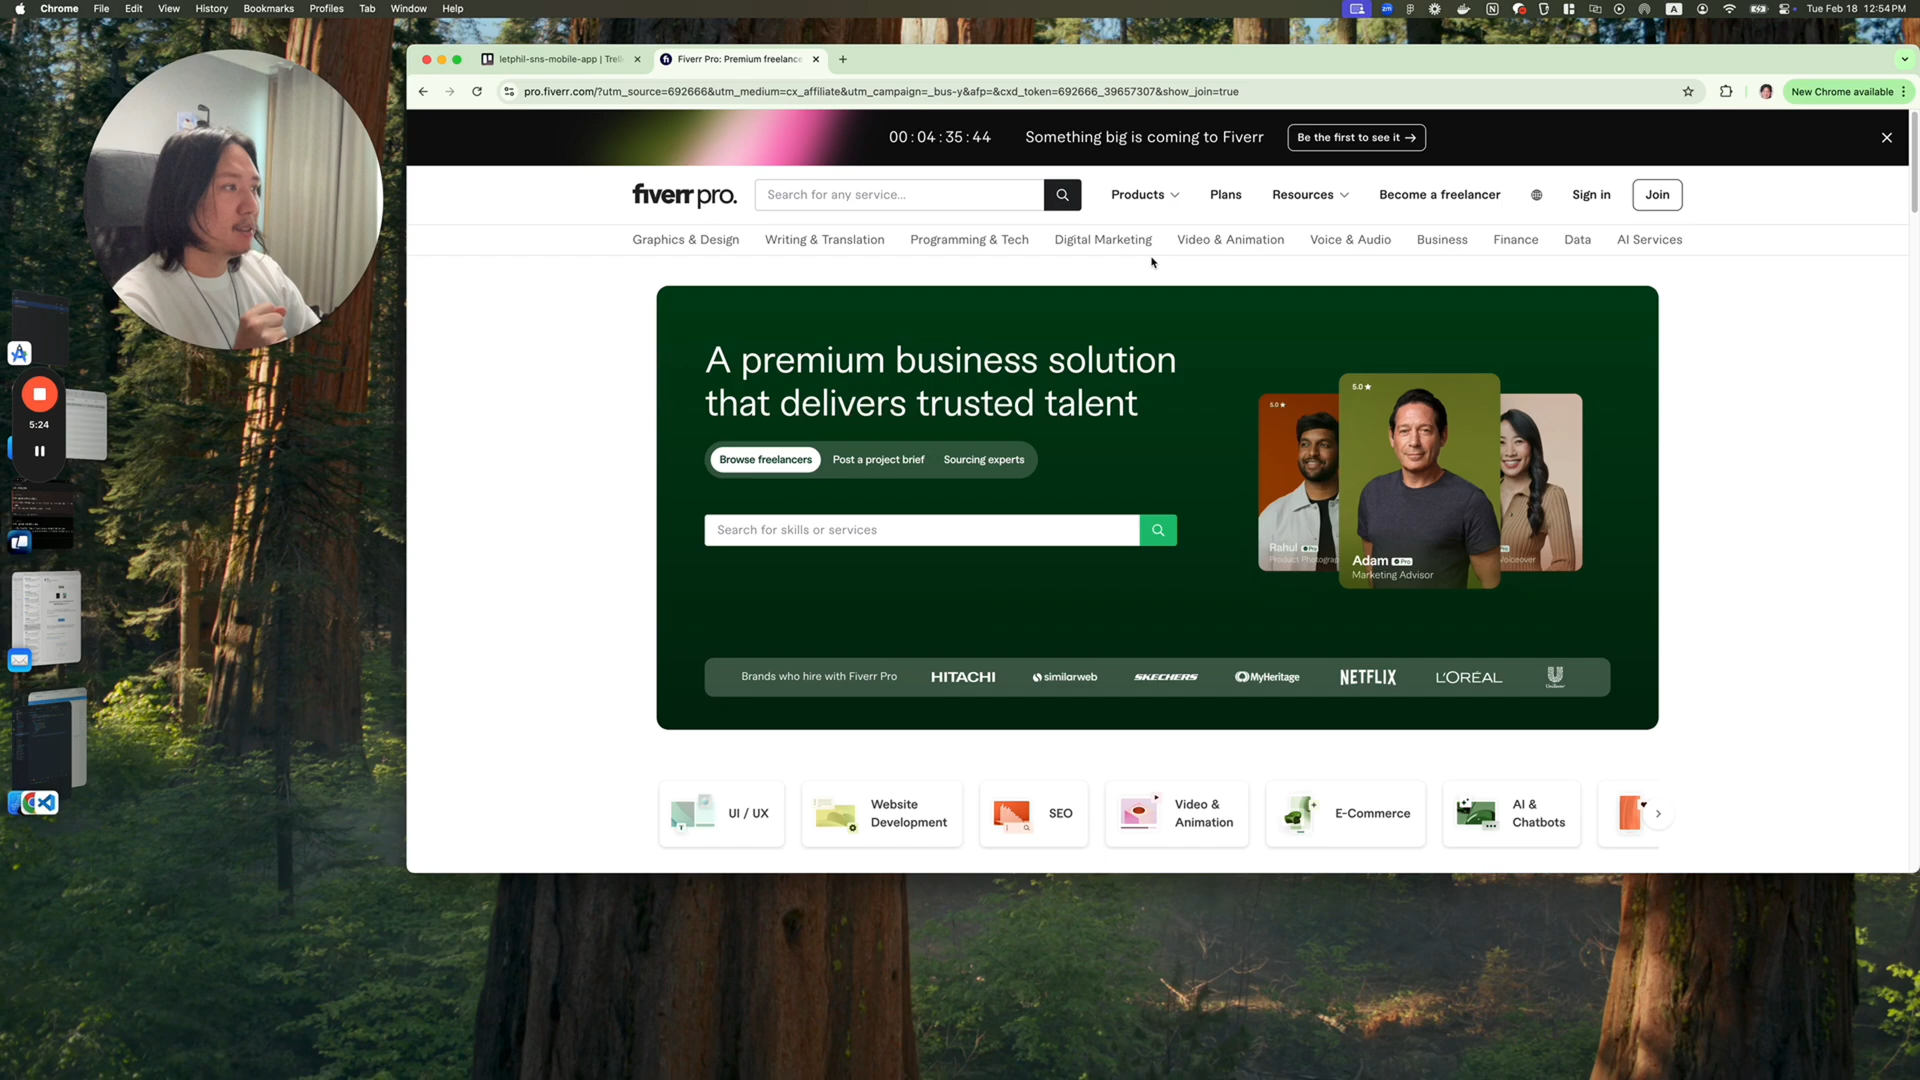 Chrome File Edit View History Bookmarks Profiles Tab Window Help
Tue Feb 18 12:54PM
letphil-sns-mobile-app | Trell
Fiverr Pro: Premium freelance
pro.fiverr.com/?utm_source=692666&utm_medium=cx_affiliate&utm_campaign=_bus-y&afp=&cxd_token=692666_39657307&show_join=true
New Chrome available
00:04:35:44 Something big is coming to Fiverr Be the first to see it →
fiverr pro. Search for any service... Products Plans Resources Become a freelancer Sign in Join
Graphics & Design Writing & Translation Programming & Tech Digital Marketing Video & Animation Voice & Audio Business Finance Data AI Services
A premium business solution
that delivers trusted talent
Browse freelancers Post a project brief Sourcing experts
Search for skills or services
5.0 ★
5.0 ★
Rahul Pro
Adam Pro
Marketing Advisor
Voiceover
Brands who hire with Fiverr Pro HITACHI similarweb SKECHERS MyHeritage NETFLIX L'ORÉAL Unilever
UI / UX
Website
Development
SEO
Video &
Animation
E-Commerce
AI &
Chatbots
5:24